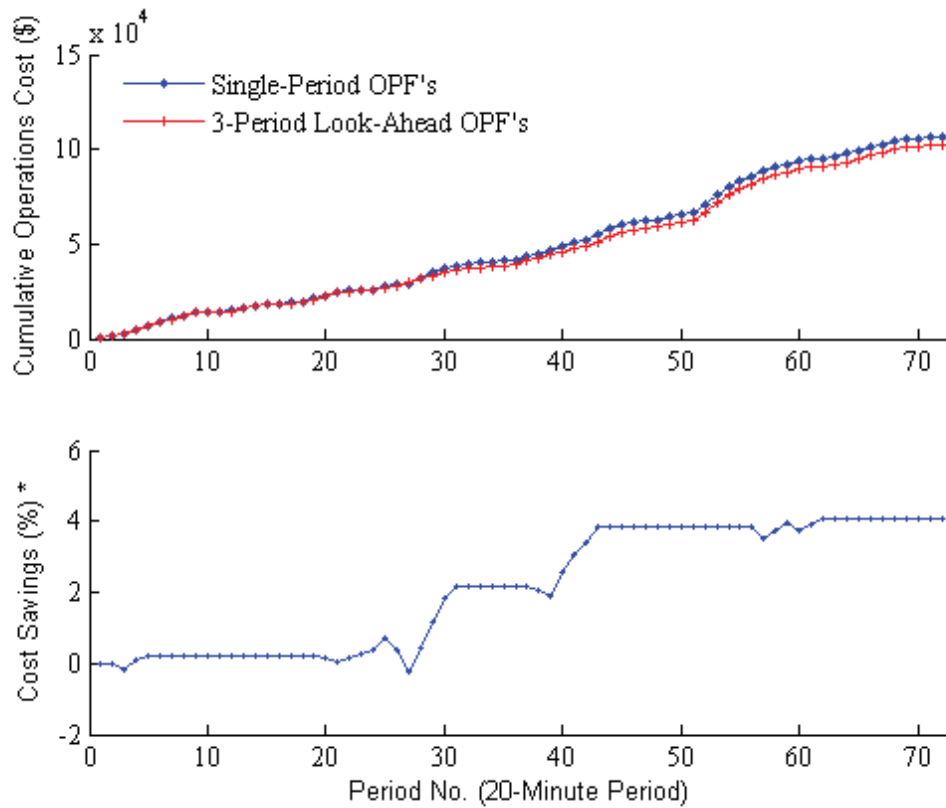 x 10^4
Cumulative Operations Cost ($)
15
10
5
0
Single-Period OPF's
3-Period Look-Ahead OPF's
0 10 20 30 40 50 60 70
Cost Savings (%) *
6
4
2
0
-2
0 10 20 30 40 50 60 70
Period No. (20-Minute Period)